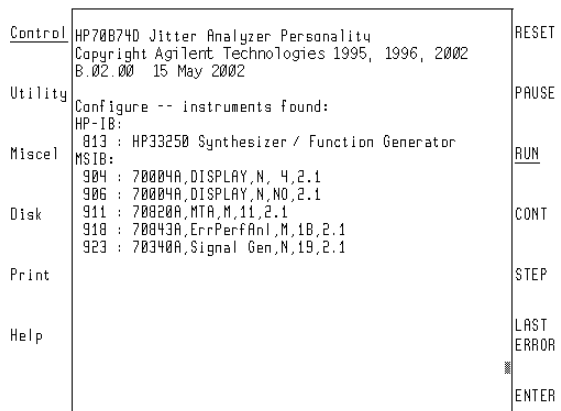 Control
Utility
Miscel
Disk
Print
Help
HP70874D Jitter Analyzer Personality
Copyright Agilent Technologies 1995, 1996, 2002
B.02.00 15 May 2002
Configure -- instruments found:
HP-IB:
813 : HP33250 Synthesizer / Function Generator
MSIB:
904 : 70004A,DISPLAY,N, 4,2.1
906 : 70004A,DISPLAY,N,NO,2.1
911 : 70820A,MTA,M,11,2.1
918 : 70843A,ErrPerfAnl,M,18,2.1
923 : 70340A,Signal Gen,N,19,2.1
RESET
PAUSE
RUN
CONT
STEP
LAST
ERROR
ENTER